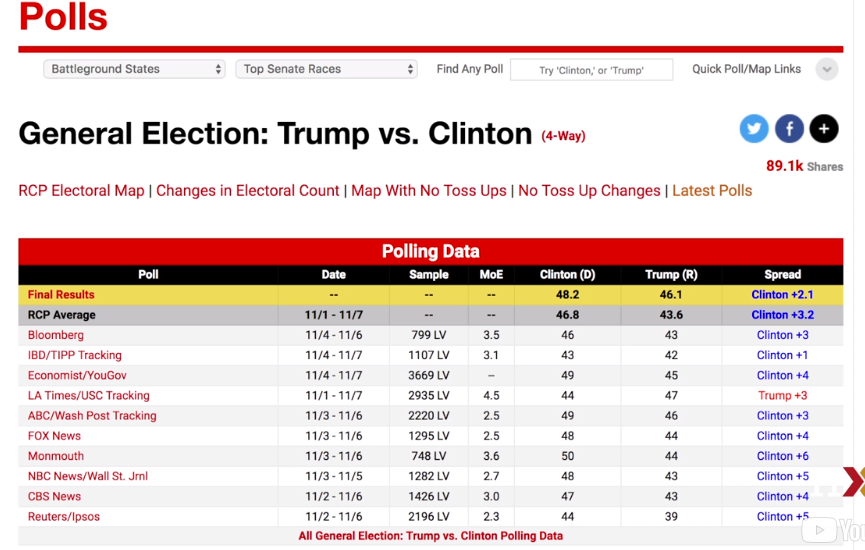 Polls
Battleground States Top Senate Races Find Any Poll Try 'Clinton,' or 'Trump' Quick Poll/Map Links
General Election: Trump vs. Clinton (4-Way)
89.1k Shares
RCP Electoral Map | Changes in Electoral Count | Map With No Toss Ups | No Toss Up Changes | Latest Polls
Polling Data
Poll Date Sample MoE Clinton (D) Trump (R) Spread
Final Results -- -- -- 48.2 46.1 Clinton +2.1
RCP Average 11/1 - 11/7 -- -- 46.8 43.6 Clinton +3.2
Bloomberg 11/4 - 11/6 799 LV 3.5 46 43 Clinton +3
IBD/TIPP Tracking 11/4 - 11/7 1107 LV 3.1 43 42 Clinton +1
Economist/YouGov 11/4 - 11/7 3669 LV – 49 45 Clinton +4
LA Times/USC Tracking 11/1 - 11/7 2935 LV 4.5 44 47 Trump +3
ABC/Wash Post Tracking 11/3 - 11/6 2220 LV 2.5 49 46 Clinton +3
FOX News 11/3 - 11/6 1295 LV 2.5 48 44 Clinton +4
Monmouth 11/3 - 11/6 748 LV 3.6 50 44 Clinton +6
NBC News/Wall St. Jrnl 11/3 - 11/5 1282 LV 2.7 48 43 Clinton +5
CBS News 11/2 - 11/6 1426 LV 3.0 47 43 Clinton +4
Reuters/Ipsos 11/2 - 11/6 2196 LV 2.3 44 39 Clinton +5
All General Election: Trump vs. Clinton Polling Data